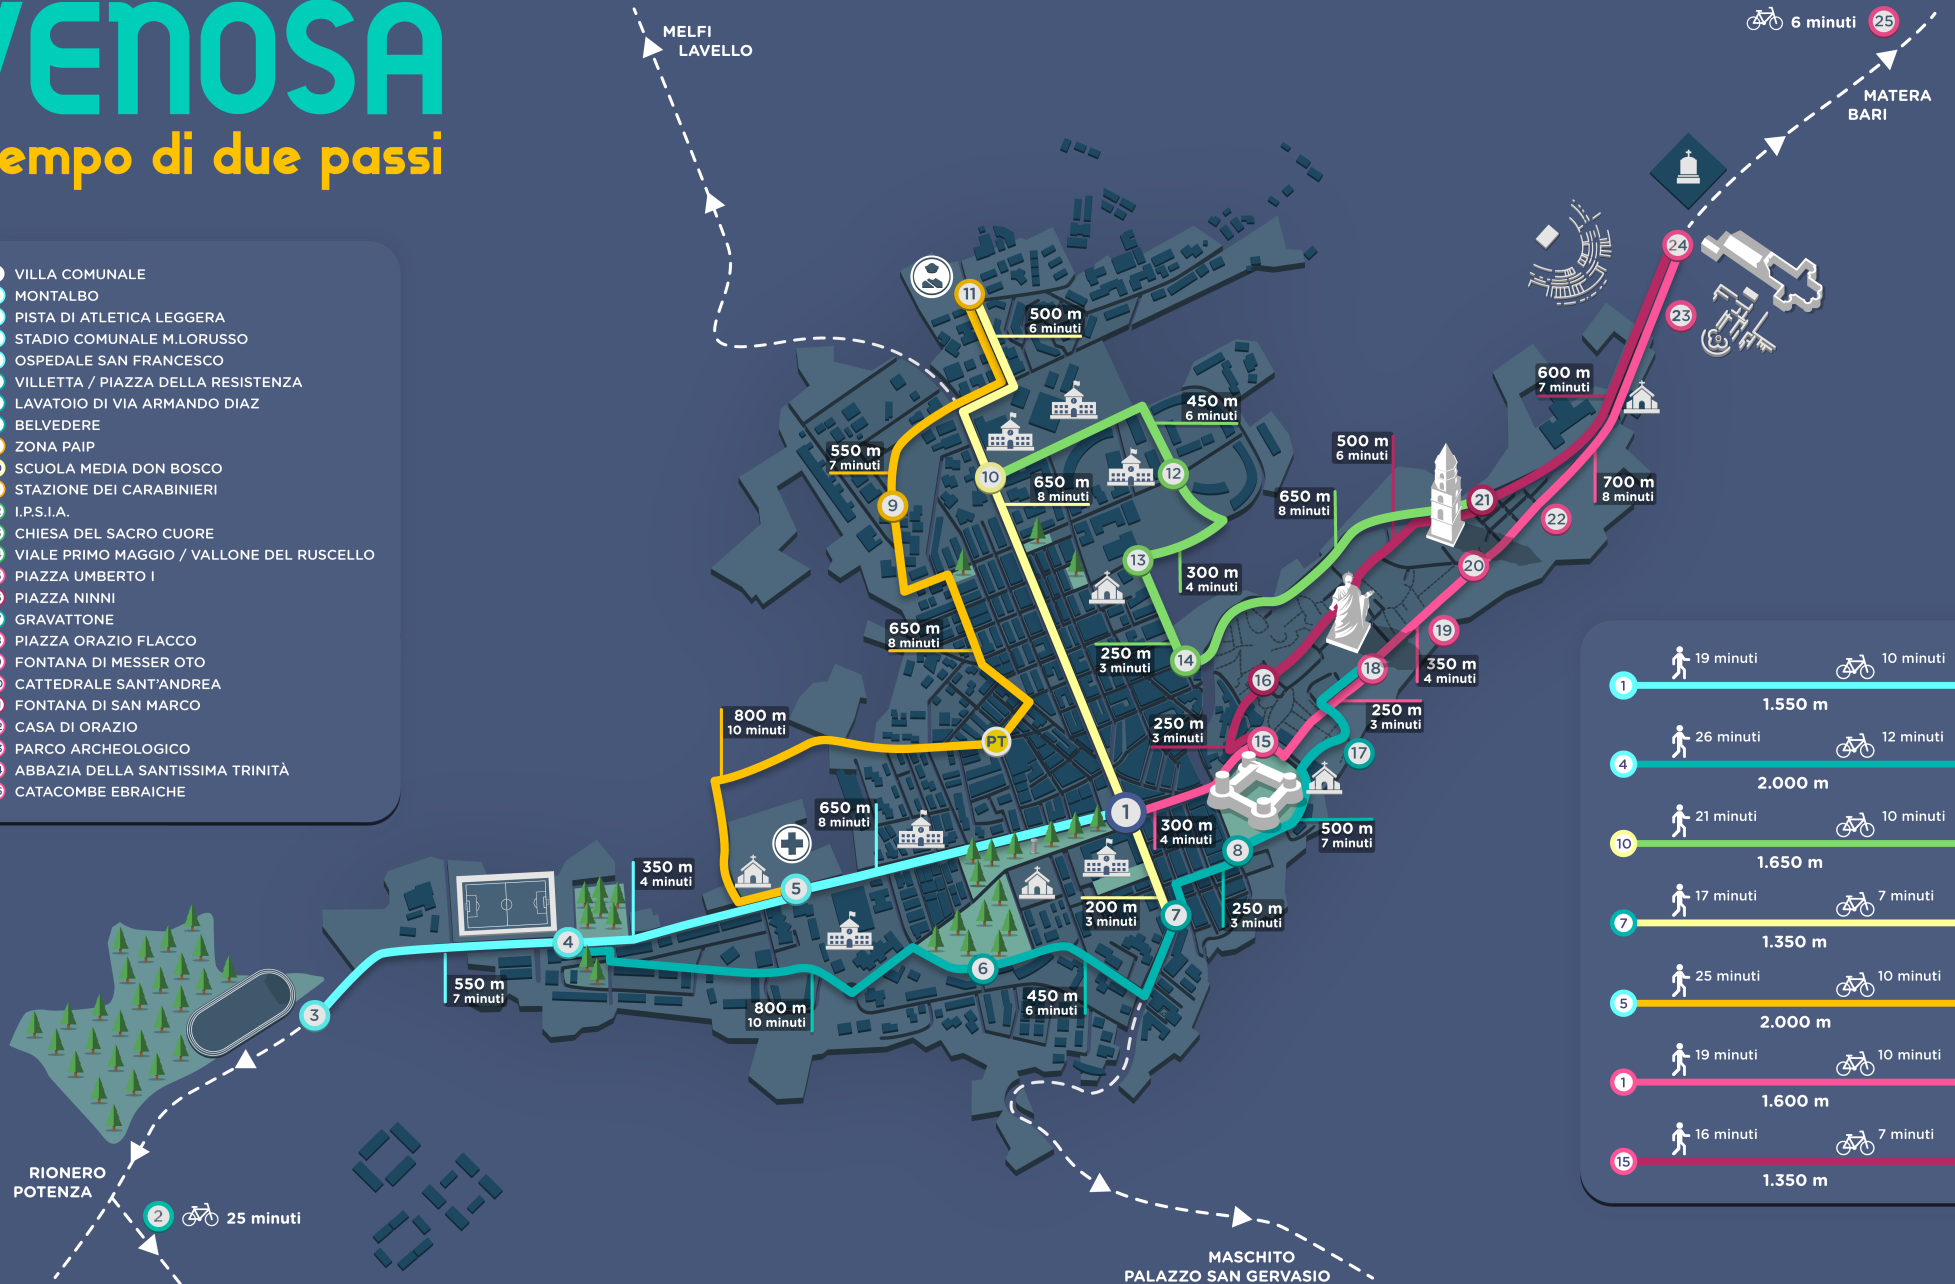 VENOSA
empo di due passi
VILLA COMUNALE
MONTALBO
PISTA DI ATLETICA LEGGERA
STADIO COMUNALE M.LORUSSO
OSPEDALE SAN FRANCESCO
VILLETTA / PIAZZA DELLA RESISTENZA
LAVATOIO DI VIA ARMANDO DIAZ
BELVEDERE
ZONA PAIP
SCUOLA MEDIA DON BOSCO
STAZIONE DEI CARABINIERI
I.P.S.I.A.
CHIESA DEL SACRO CUORE
VIALE PRIMO MAGGIO / VALLONE DEL RUSCELLO
PIAZZA UMBERTO I
PIAZZA NINNI
GRAVATTONE
PIAZZA ORAZIO FLACCO
FONTANA DI MESSER OTO
CATTEDRALE SANT'ANDREA
FONTANA DI SAN MARCO
CASA DI ORAZIO
PARCO ARCHEOLOGICO
ABBAZIA DELLA SANTISSIMA TRINITÀ
CATACOMBE EBRAICHE
MELFI
LAVELLO
6 minuti 25
MATERA
BARI
24
23
11
500 m
6 minuti
600 m
7 minuti
450 m
6 minuti
550 m
7 minuti
500 m
6 minuti
10
12
650 m
8 minuti
700 m
8 minuti
650 m
8 minuti
21
9
22
13
20
300 m
4 minuti
650 m
8 minuti
19
250 m
3 minuti
14
18
350 m
4 minuti
16
250 m
3 minuti
800 m
10 minuti
PT
250 m
3 minuti
15
17
650 m
8 minuti
1
300 m
4 minuti
500 m
7 minuti
8
350 m
4 minuti
5
200 m
3 minuti
7
250 m
3 minuti
4
6
550 m
7 minuti
800 m
10 minuti
450 m
6 minuti
3
RIONERO
POTENZA
2 25 minuti
MASCHITO
PALAZZO SAN GERVASIO
19 minuti 10 minuti
1
1.550 m
26 minuti 12 minuti
4
2.000 m
21 minuti 10 minuti
10
1.650 m
17 minuti 7 minuti
7
1.350 m
25 minuti 10 minuti
5
2.000 m
19 minuti 10 minuti
1
1.600 m
16 minuti 7 minuti
15
1.350 m